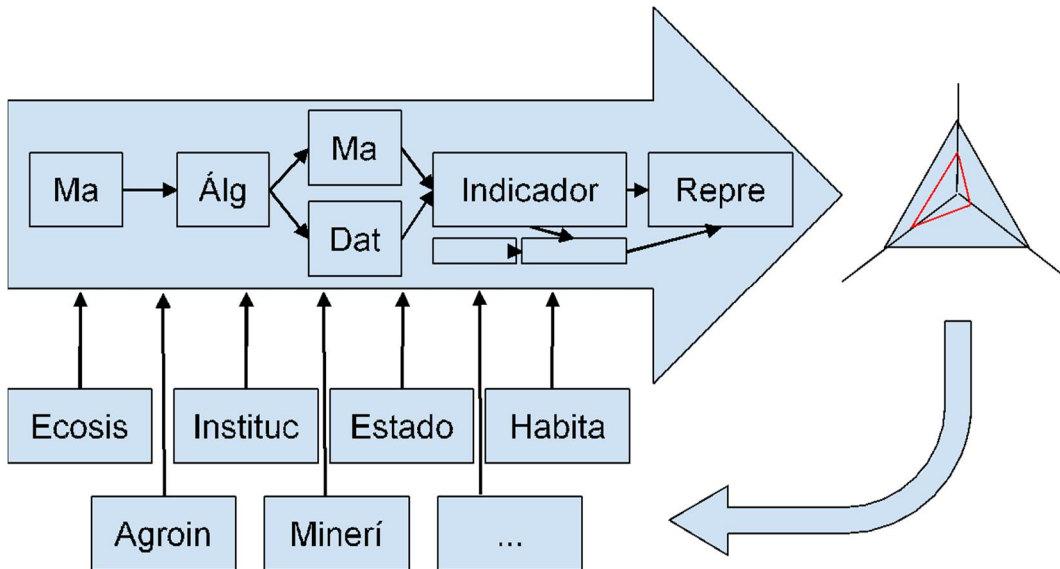 Ma
Álg
Ma
Dat
Indicador
Repre
Ecosis
Instituc
Estado
Habita
Agroin
Minerí
...